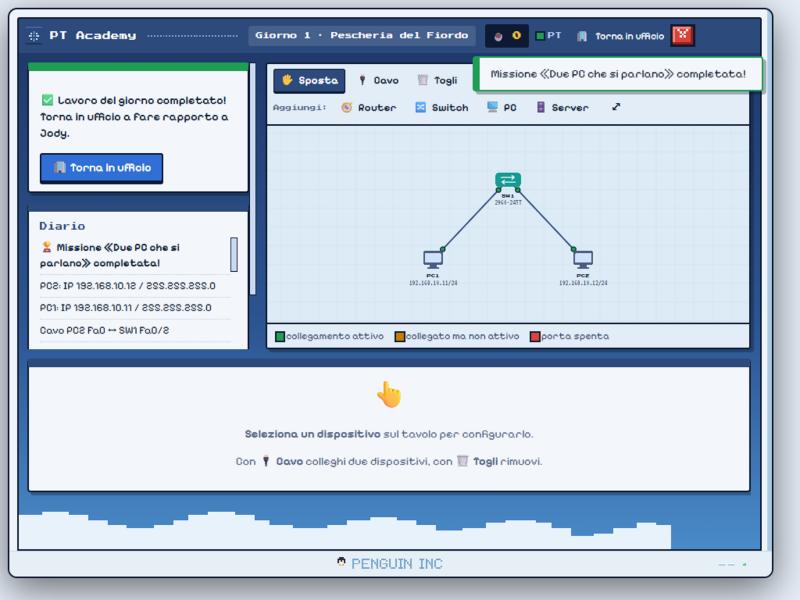 PT Academy
Giorno 1 · Pescheria del Fiordo
0
PT
Torna in ufficio
Missione «Due PC che si parlano» completata!
Lavoro del giorno completato!
Torna in ufficio a fare rapporto a
Jody.
Torna in ufficio
Sposta
Cavo
Togli
Aggiungi:
Router
Switch
PC
Server
SW1
2960-24TT
PC1
192.168.10.11/24
PC2
192.168.10.12/24
Diario
Missione «Due PC che si
parlano» completata!
PC2: IP 192.168.10.12 / 255.255.255.0
PC1: IP 192.168.10.11 / 255.255.255.0
Cavo PC2 Fa0 ↔ SW1 Fa0/2
collegamento attivo
collegato ma non attivo
porta spenta
Seleziona un dispositivo sul tavolo per configurarlo.
Con Cavo colleghi due dispositivi, con Togli rimuovi.
PENGUIN INC